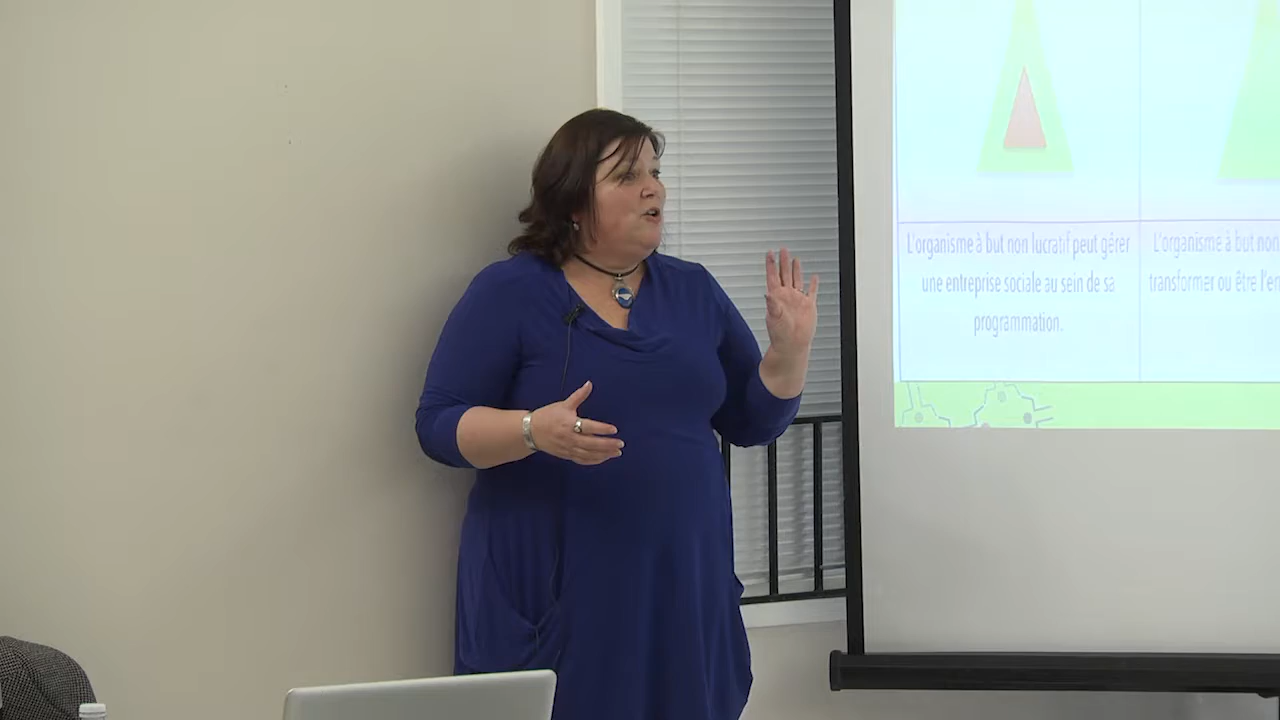 L'organisme à but non lucratif peut gérer
une entreprise sociale au sein de sa
programmation.
L'organisme à but non
transformer ou être l'en